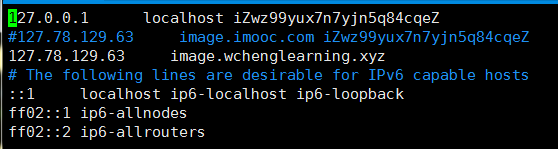 127.0.0.1       localhost iZwz99yux7n7yjn5q84cqeZ
#127.78.129.63     image.imooc.com iZwz99yux7n7yjn5q84cqeZ
127.78.129.63     image.wchenglearning.xyz
# The following lines are desirable for IPv6 capable hosts
::1     localhost ip6-localhost ip6-loopback
ff02::1 ip6-allnodes
ff02::2 ip6-allrouters